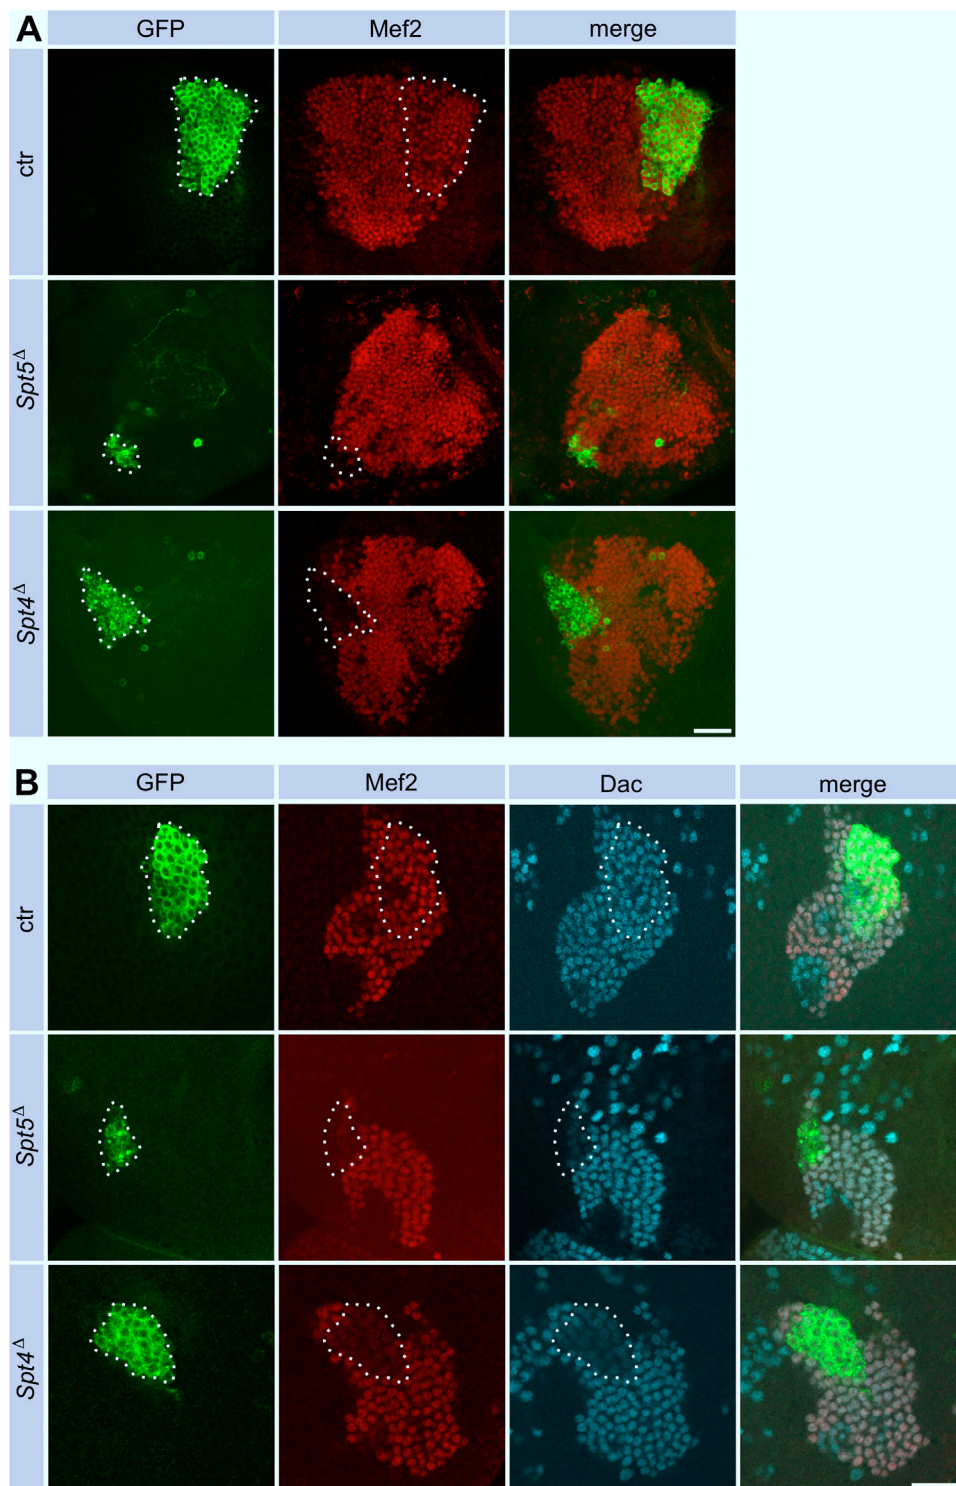 A GFP Mef2 merge
ctr
Spt5Δ
Spt4Δ
B GFP Mef2 Dac merge
ctr
Spt5Δ
Spt4Δ